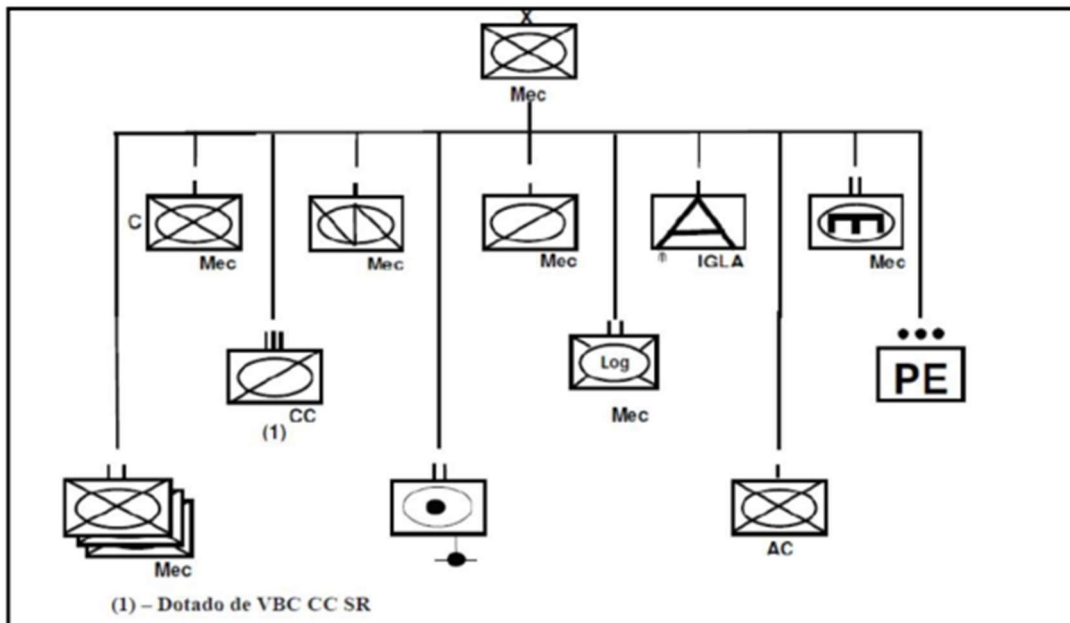 X
Mec
C
Mec
Mec
Mec
IGLA
Mec
CC
(1)
Log
Mec
PE
Mec
AC
(1) – Dotado de VBC CC SR